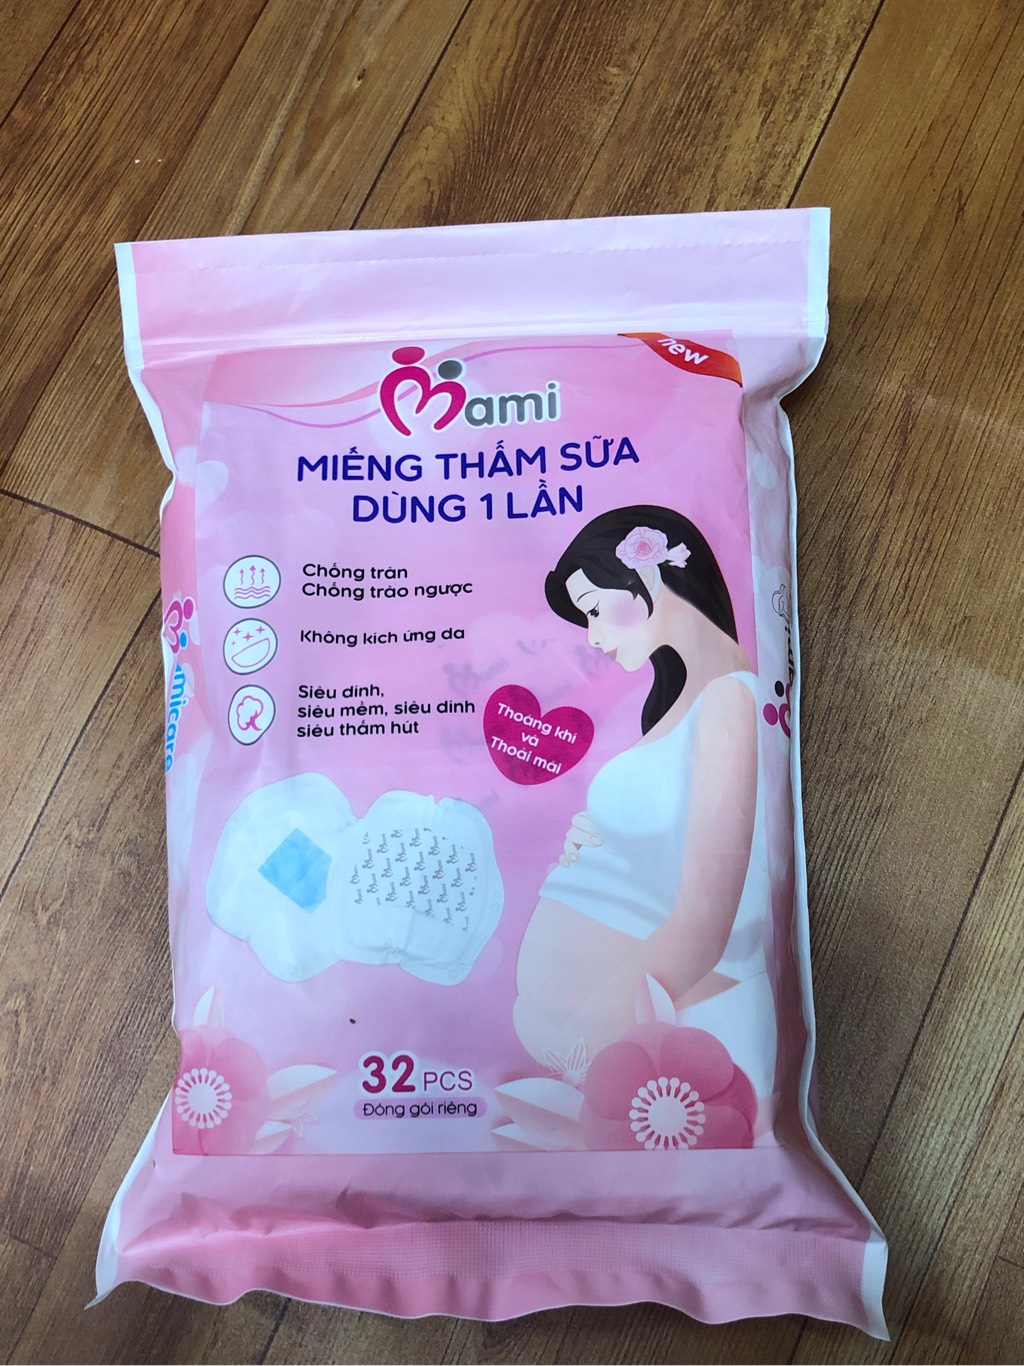 new
Mami
MIẾNG THẤM SỮA
DÙNG 1 LẦN
Chống tràn
Chống trào ngược
Không kích ứng da
Siêu dính,
siêu mềm, siêu dính
siêu thấm hút
Thoáng khí
và
Thoải mái
32 PCS
Đóng gói riêng